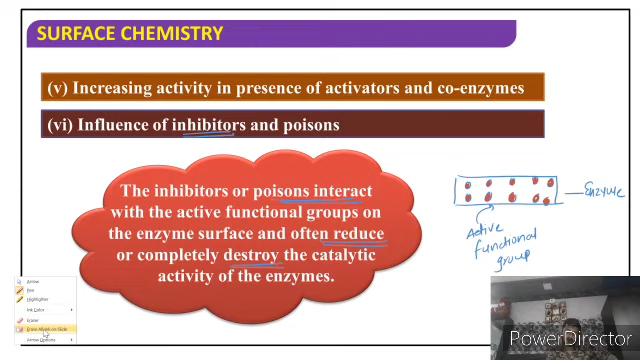 SURFACE CHEMISTRY
(v) Increasing activity in presence of activators and co-enzymes
(vi) Influence of inhibitors and poisons
The inhibitors or poisons interact
with the active functional groups on
the enzyme surface and often reduce
or completely destroy the catalytic
activity of the enzymes.
Enzyme
Active
functional
group
Arrow
Pen
Highlighter
Ink Color
Eraser
Erase All Ink on Slide
Arrow Options
PowerDirector